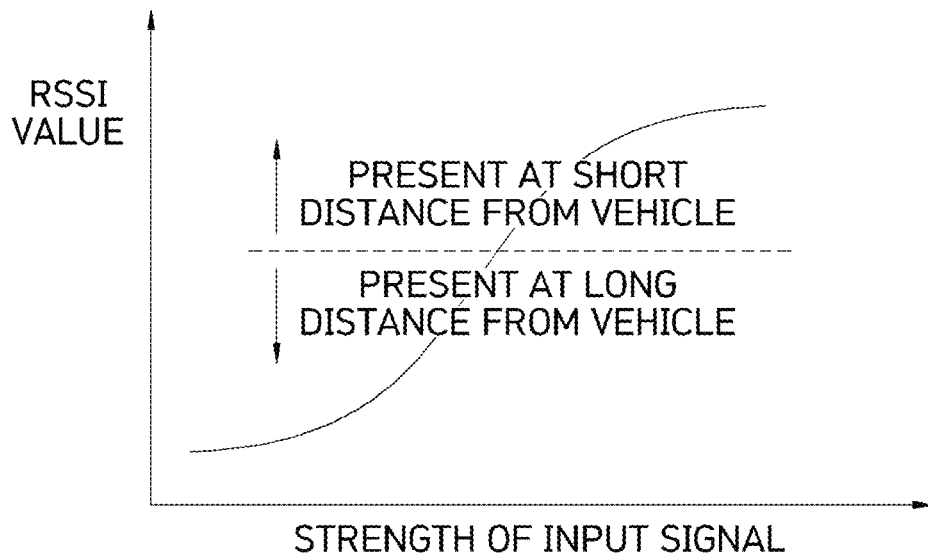 RSSI
VALUE
PRESENT AT SHORT
DISTANCE FROM VEHICLE
PRESENT AT LONG
DISTANCE FROM VEHICLE
STRENGTH OF INPUT SIGNAL